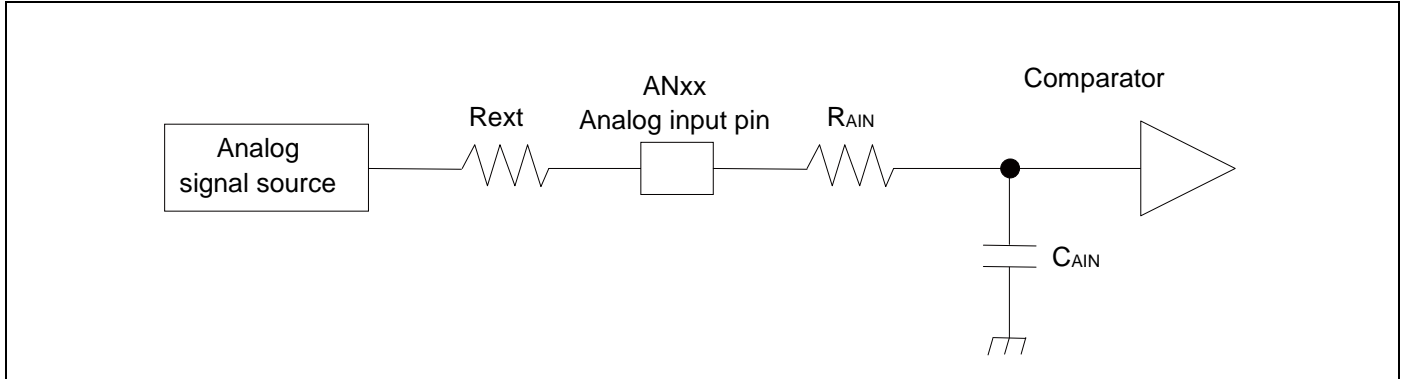 Comparator
ANxx
Analog input pin
Rext
RAIN
Analog
signal source
CAIN